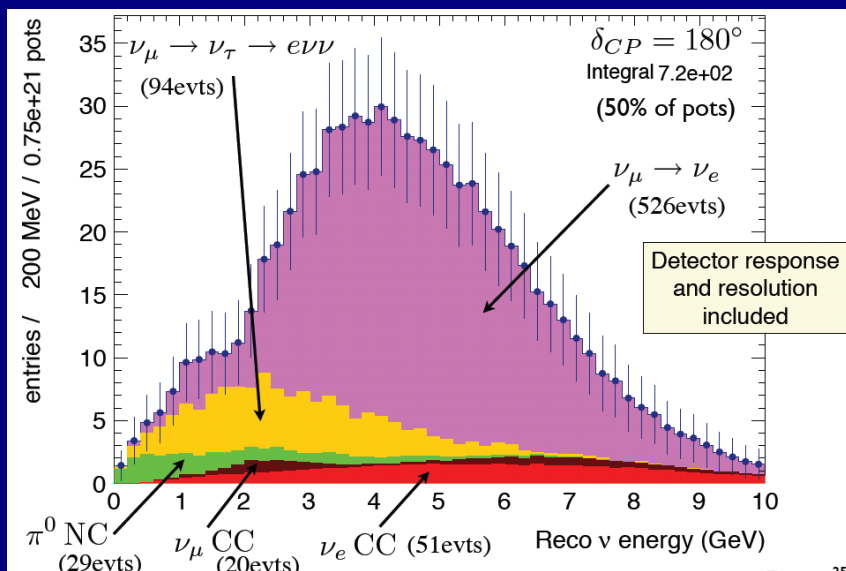 entries / 200 MeV / 0.75e+21 pots
35
30
25
20
15
10
5
0
ν_μ → ν_τ → eνν
(94evts)
δ_CP = 180°
Integral 7.2e+02
(50% of pots)
ν_μ → ν_e
(526evts)
Detector response
and resolution
included
0 1 2 3 4 5 6 7 8 9 10
π⁰ NC
(29evts)
ν_μ CC
(20evts)
ν_e CC (51evts)
Reco ν energy (GeV)